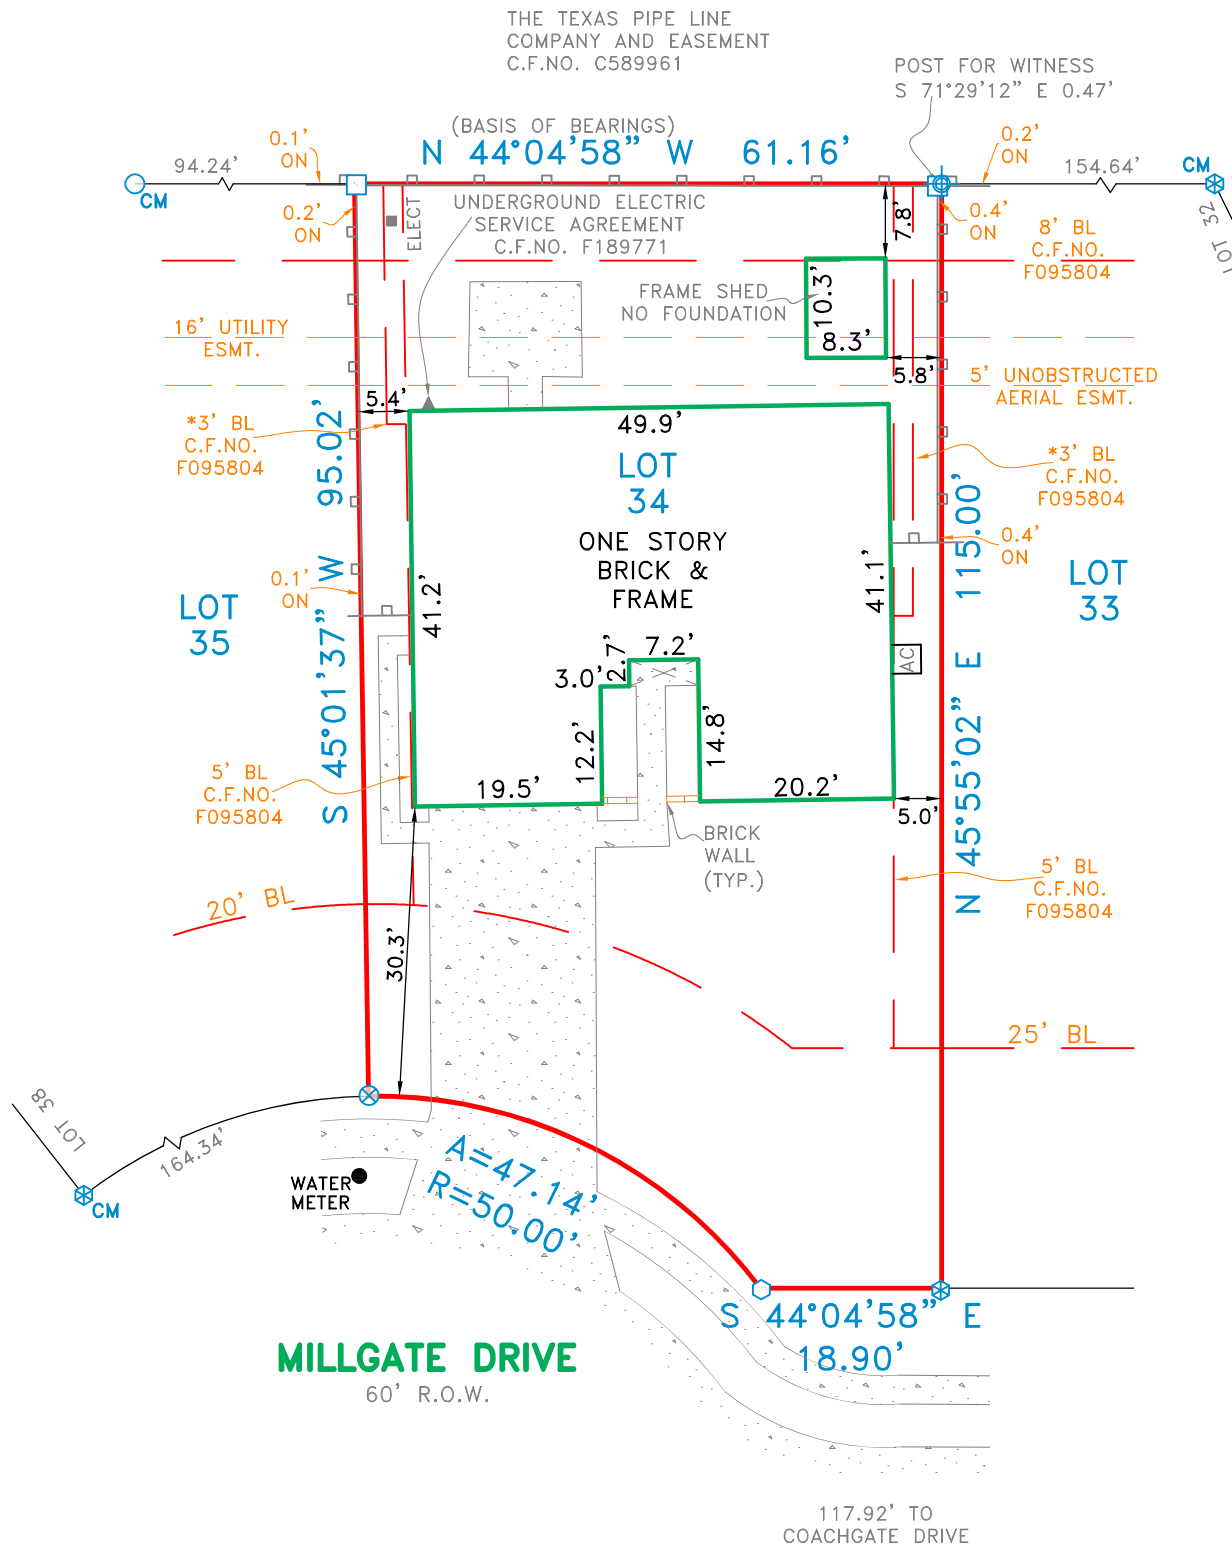 THE TEXAS PIPE LINE
COMPANY AND EASEMENT
C.F.NO. C589961
POST FOR WITNESS
S 71°29'12" E 0.47'
(BASIS OF BEARINGS)
N 44°04'58" W 61.16'
0.1'
ON
94.24'
CM
0.2'
ON
154.64'
CM
LOT 32
0.2'
ON
ELECT
UNDERGROUND ELECTRIC
SERVICE AGREEMENT
C.F.NO. F189771
7.8'
0.4'
ON
8' BL
C.F.NO.
F095804
FRAME SHED
NO FOUNDATION
10.3'
8.3'
16' UTILITY
ESMT.
5.8'
5' UNOBSTRUCTED
AERIAL ESMT.
5.4'
49.9'
*3' BL
C.F.NO.
F095804
LOT
34
*3' BL
C.F.NO.
F095804
S 45°01'37" W 95.02'
N 45°55'02" E 115.00'
ONE STORY
BRICK &
FRAME
0.4'
ON
0.1'
ON
41.2'
41.1'
LOT
35
LOT
33
AC
7.2'
2.7'
3.0'
12.2'
14.8'
19.5'
20.2'
5.0'
5' BL
C.F.NO.
F095804
BRICK
WALL
(TYP.)
5' BL
C.F.NO.
F095804
20' BL
30.3'
25' BL
LOT 38
164.34'
CM
WATER
METER
A=47.14'
R=50.00'
S 44°04'58" E
18.90'
MILLGATE DRIVE
60' R.O.W.
117.92' TO
COACHGATE DRIVE